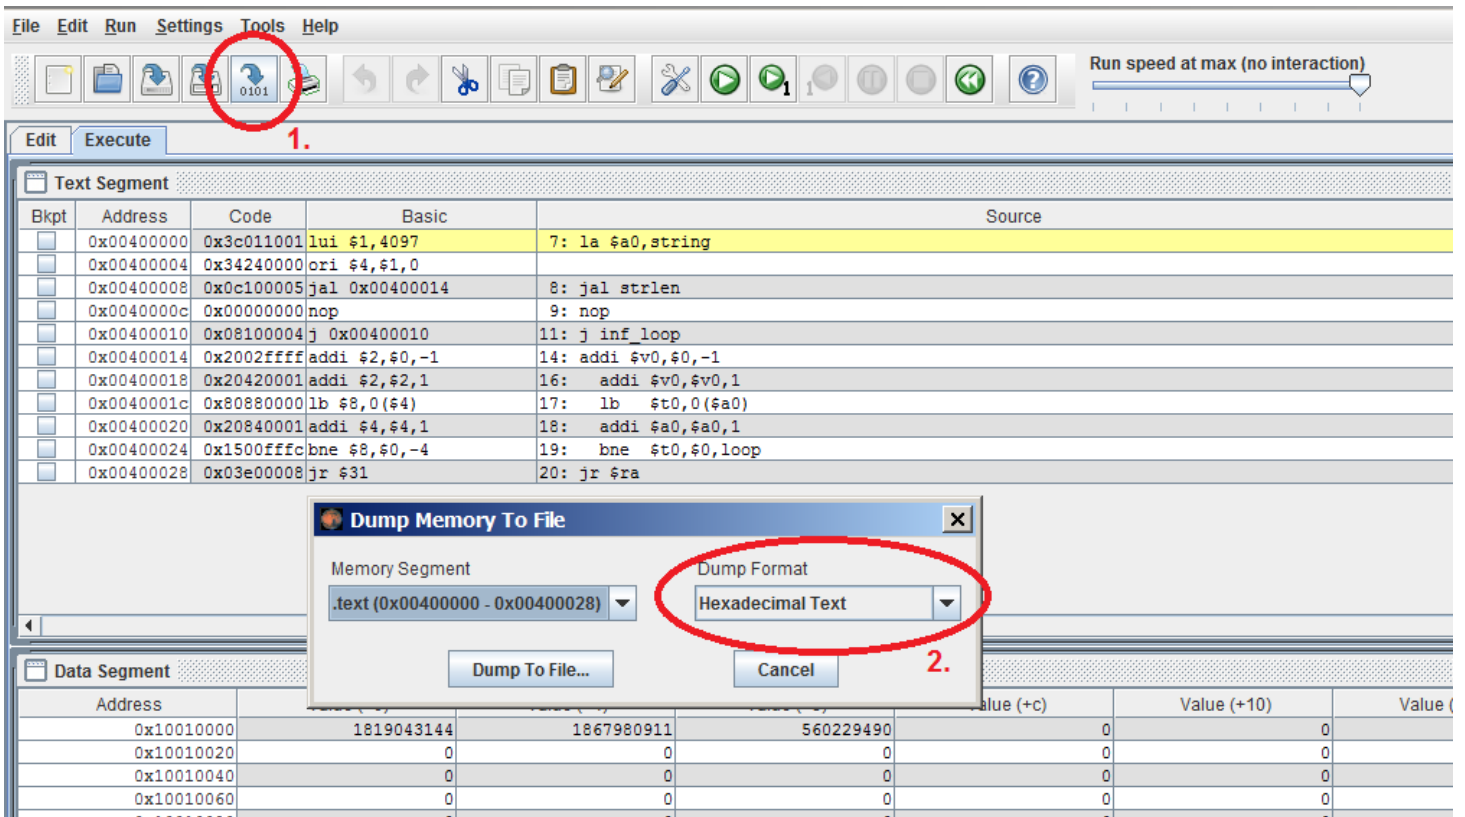 File Edit Run Settings Tools Help
Run speed at max (no interaction)
0101
1.
Edit Execute
Text Segment
Bkpt Address Code Basic Source
0x00400000 0x3c011001 lui $1,4097 7: la $a0,string
0x00400004 0x34240000 ori $4,$1,0
0x00400008 0x0c100005 jal 0x00400014 8: jal strlen
0x0040000c 0x00000000 nop 9: nop
0x00400010 0x08100004 j 0x00400010 11: j inf_loop
0x00400014 0x2002ffff addi $2,$0,-1 14: addi $v0,$0,-1
0x00400018 0x20420001 addi $2,$2,1 16: addi $v0,$v0,1
0x0040001c 0x80880000 lb $8,0($4) 17: lb $t0,0($a0)
0x00400020 0x20840001 addi $4,$4,1 18: addi $a0,$a0,1
0x00400024 0x1500fffc bne $8,$0,-4 19: bne $t0,$0,loop
0x00400028 0x03e00008 jr $31 20: jr $ra
Dump Memory To File
Memory Segment Dump Format
.text (0x00400000 - 0x00400028) Hexadecimal Text
Dump To File... Cancel
2.
Data Segment
Address (+c) Value (+10) Value
0x10010000 1819043144 1867980911 560229490 0 0
0x10010020 0 0 0 0 0
0x10010040 0 0 0 0 0
0x10010060 0 0 0 0 0